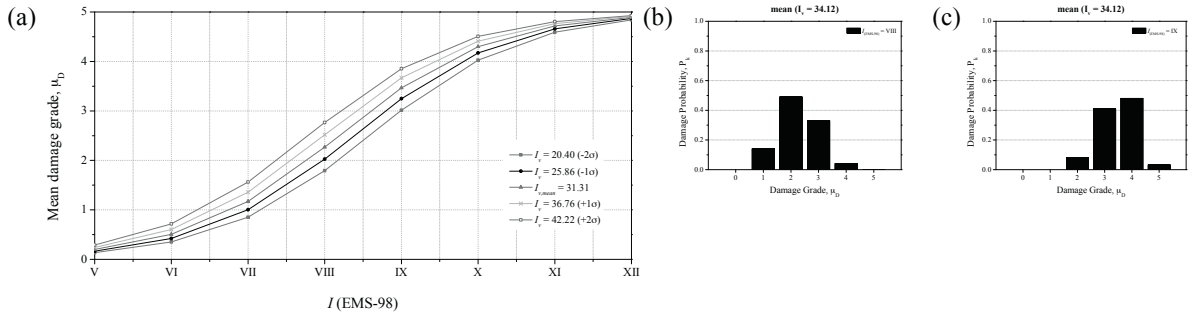 (a)
Mean damage grade, μD
5
4
3
2
1
0
V VI VII VIII IX X XI XII
I (EMS-98)
Iv = 20.40 (-2σ)
Iv = 25.86 (-1σ)
Iv,mean = 31.31
Iv = 36.76 (+1σ)
Iv = 42.22 (+2σ)
(b)
mean (Iv = 34.12)
I(EMS-98) = VIII
Damage Probability, Pk
1.0
0.8
0.6
0.4
0.2
0.0
0 1 2 3 4 5
Damage Grade, μD
(c)
mean (Iv = 34.12)
I(EMS-98) = IX
Damage Probability, Pk
1.0
0.8
0.6
0.4
0.2
0.0
0 1 2 3 4 5
Damage Grade, μD